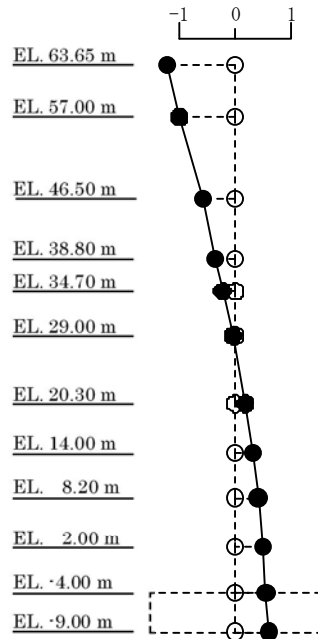 -1 0 1
EL. 63.65 m
EL. 57.00 m
EL. 46.50 m
EL. 38.80 m
EL. 34.70 m
EL. 29.00 m
EL. 20.30 m
EL. 14.00 m
EL. 8.20 m
EL. 2.00 m
EL. -4.00 m
EL. -9.00 m